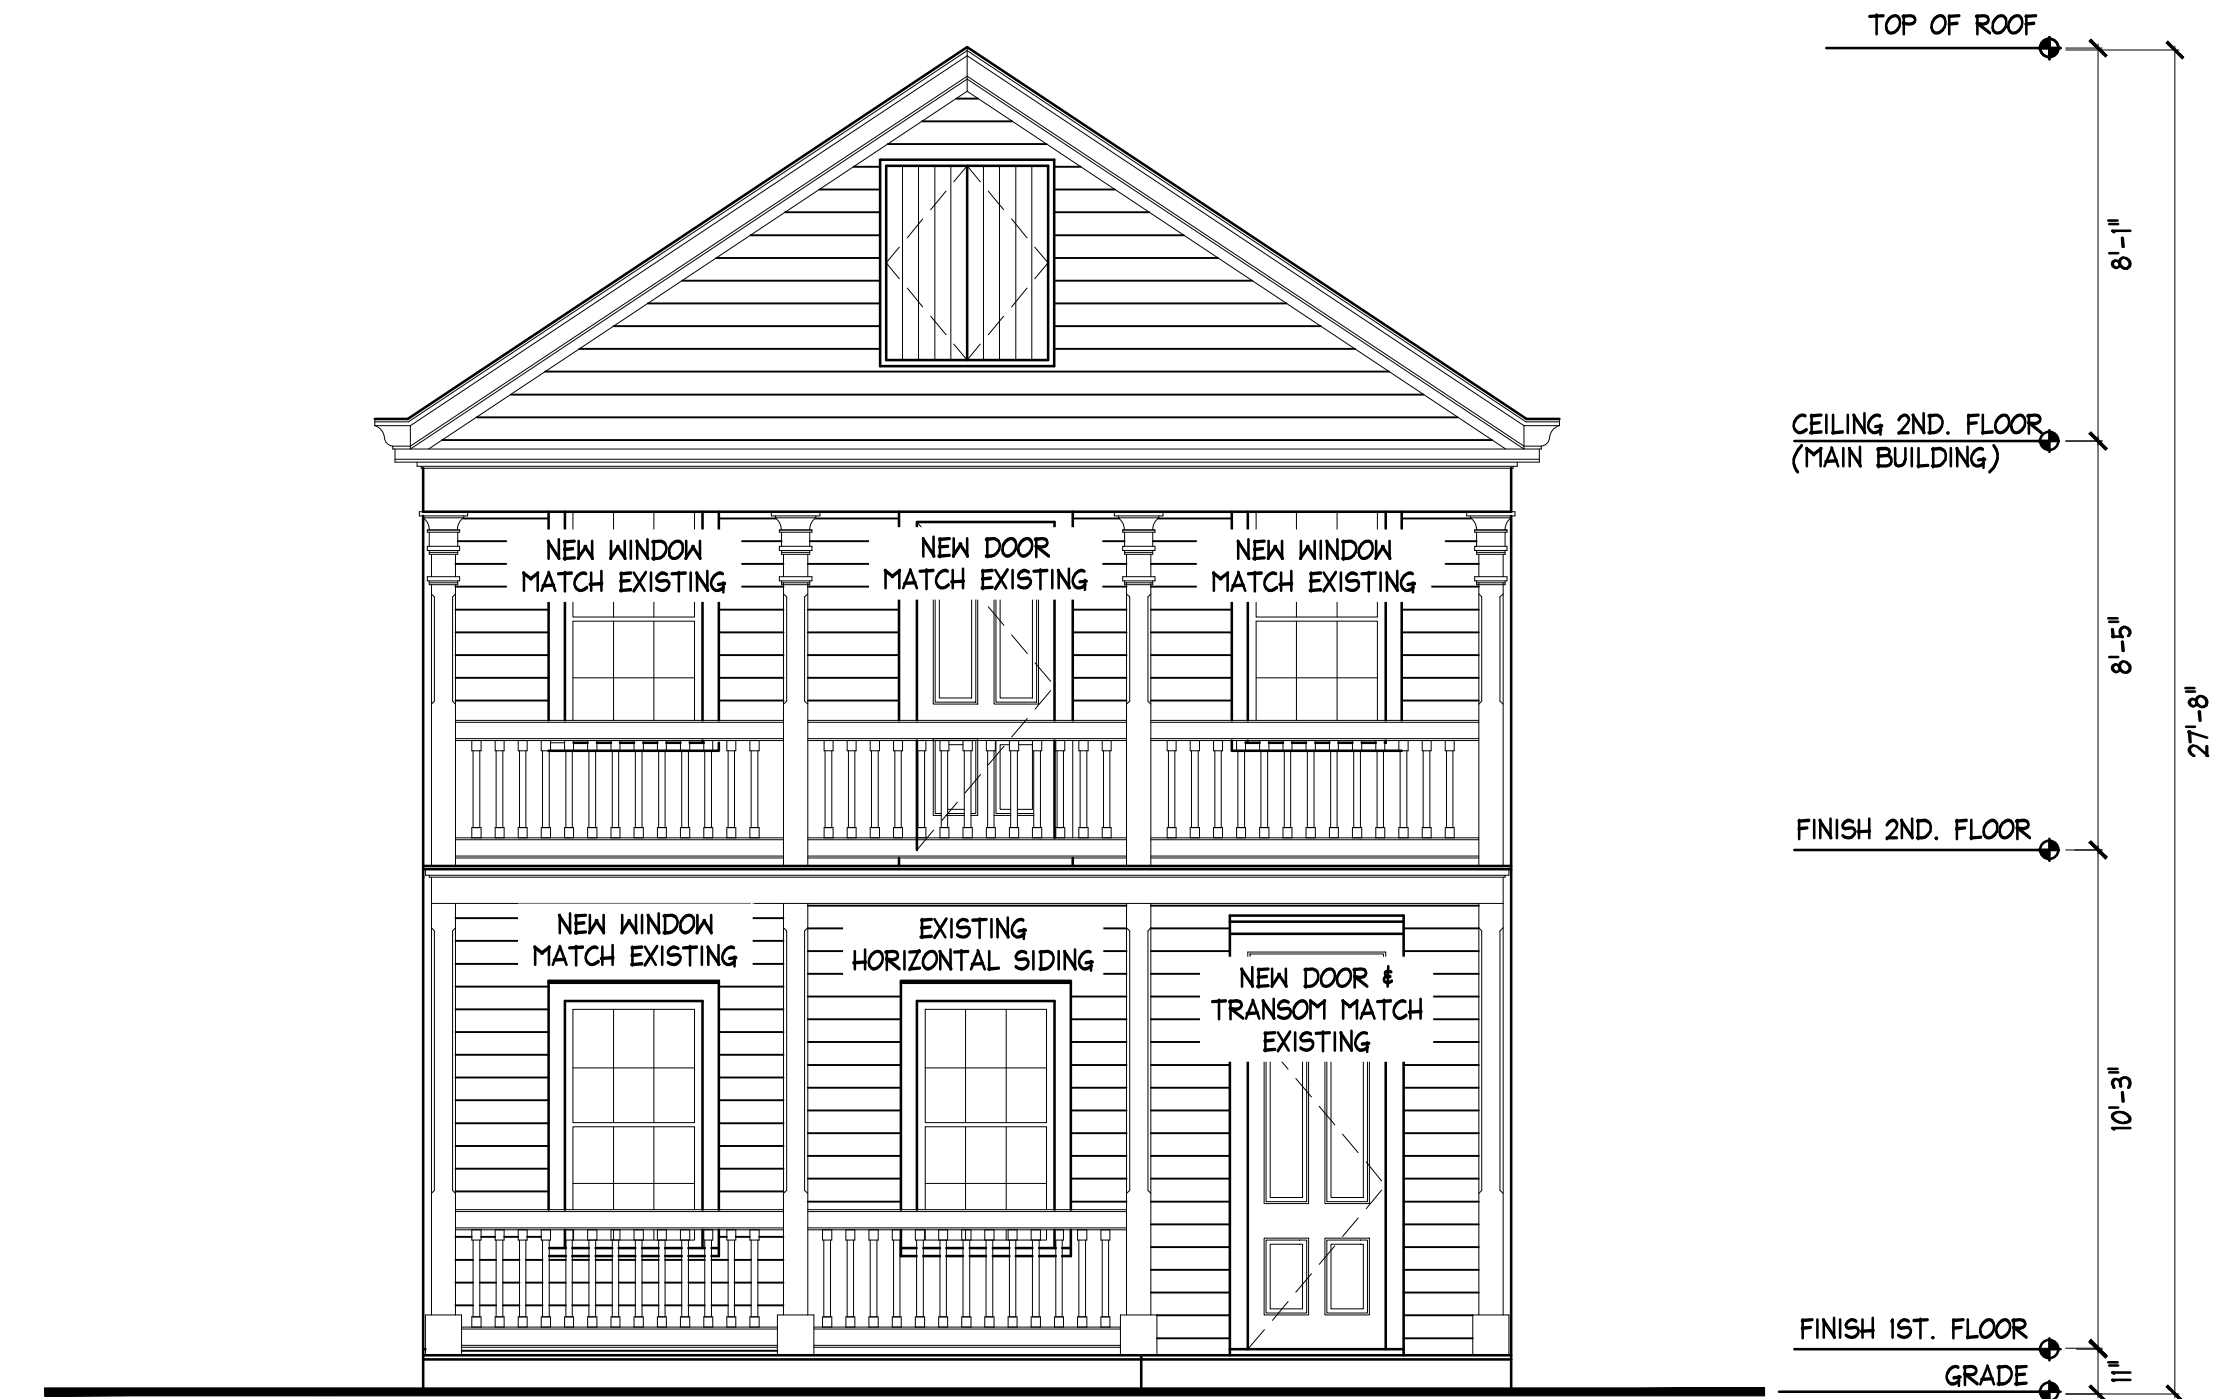 TOP OF ROOF
8'-1"
CEILING 2ND. FLOOR
(MAIN BUILDING)
NEW WINDOW
MATCH EXISTING
NEW DOOR
MATCH EXISTING
NEW WINDOW
MATCH EXISTING
8'-5"
27'-8"
FINISH 2ND. FLOOR
NEW WINDOW
MATCH EXISTING
EXISTING
HORIZONTAL SIDING
NEW DOOR &
TRANSOM MATCH
EXISTING
10'-3"
FINISH 1ST. FLOOR
GRADE
11"